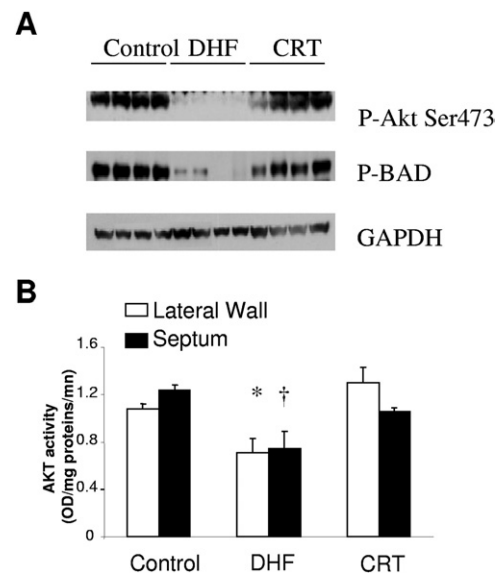 A
Control DHF CRT
P-Akt Ser473
P-BAD
GAPDH
B
Lateral Wall
Septum
AKT activity
(OD/mg proteins/mn)
1.6
1.2
0.8
0.4
0
* †
Control DHF CRT